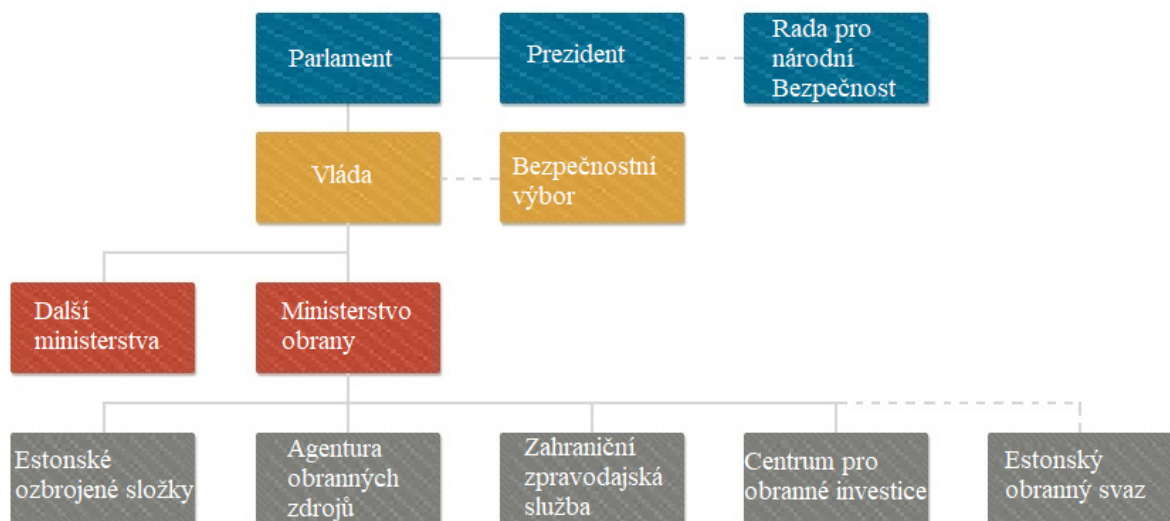 Parlament
Prezident
Rada pro
národní
Bezpečnost
Vláda
Bezpečnostní
výbor
Další
ministerstva
Ministerstvo
obrany
Estonské
ozbrojené složky
Agentura
obranných
zdrojů
Zahraniční
zpravodajská
služba
Centrum pro
obranné investice
Estonský
obranný svaz